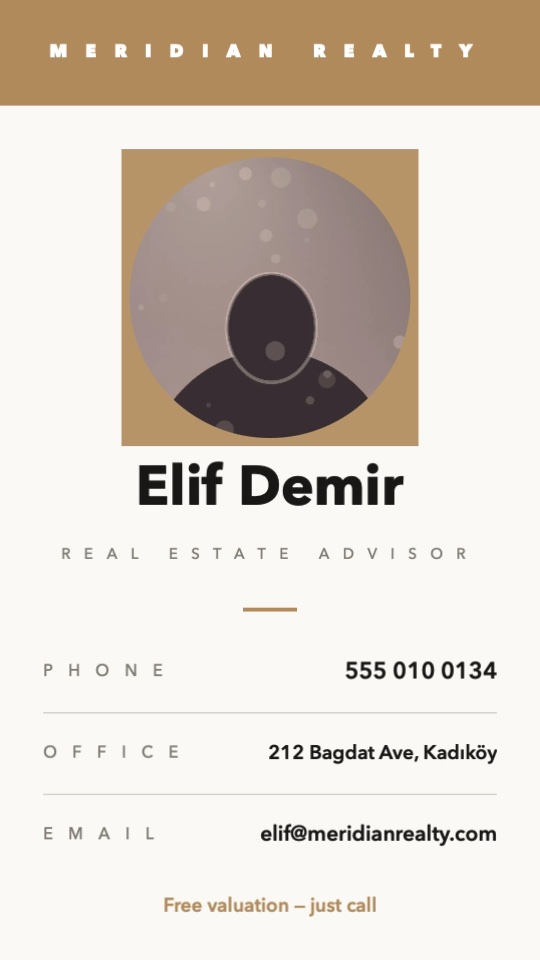 MERIDIAN REALTY
Elif Demir
REAL ESTATE ADVISOR
PHONE 555 010 0134
OFFICE 212 Bagdat Ave, Kadıköy
EMAIL elif@meridianrealty.com
Free valuation – just call